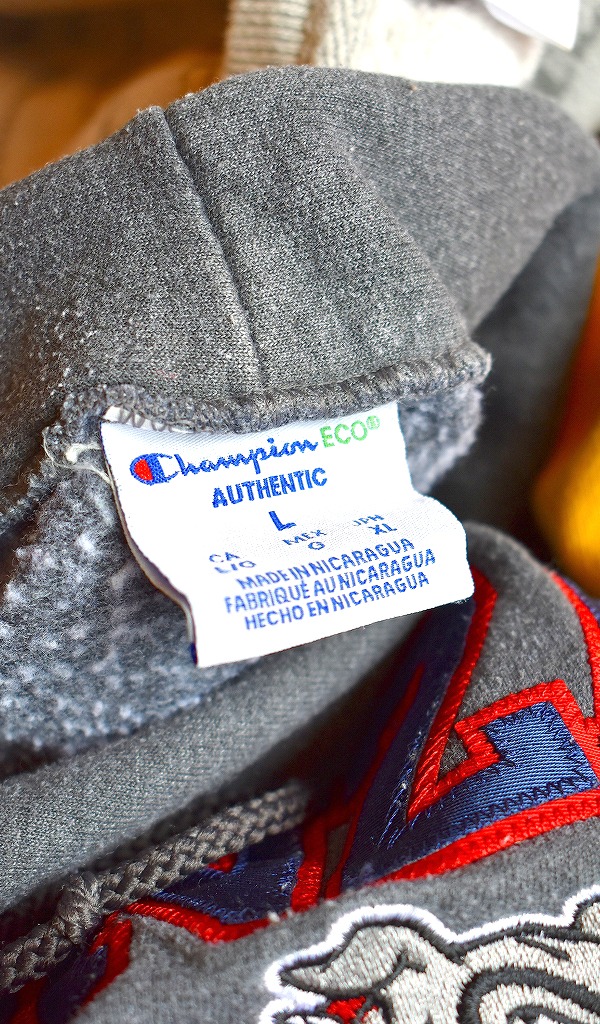 Champion ECO®
AUTHENTIC
L
CA MEX JPN
L/G G XL
MADE IN NICARAGUA
FABRIQUÉ AU NICARAGUA
HECHO EN NICARAGUA